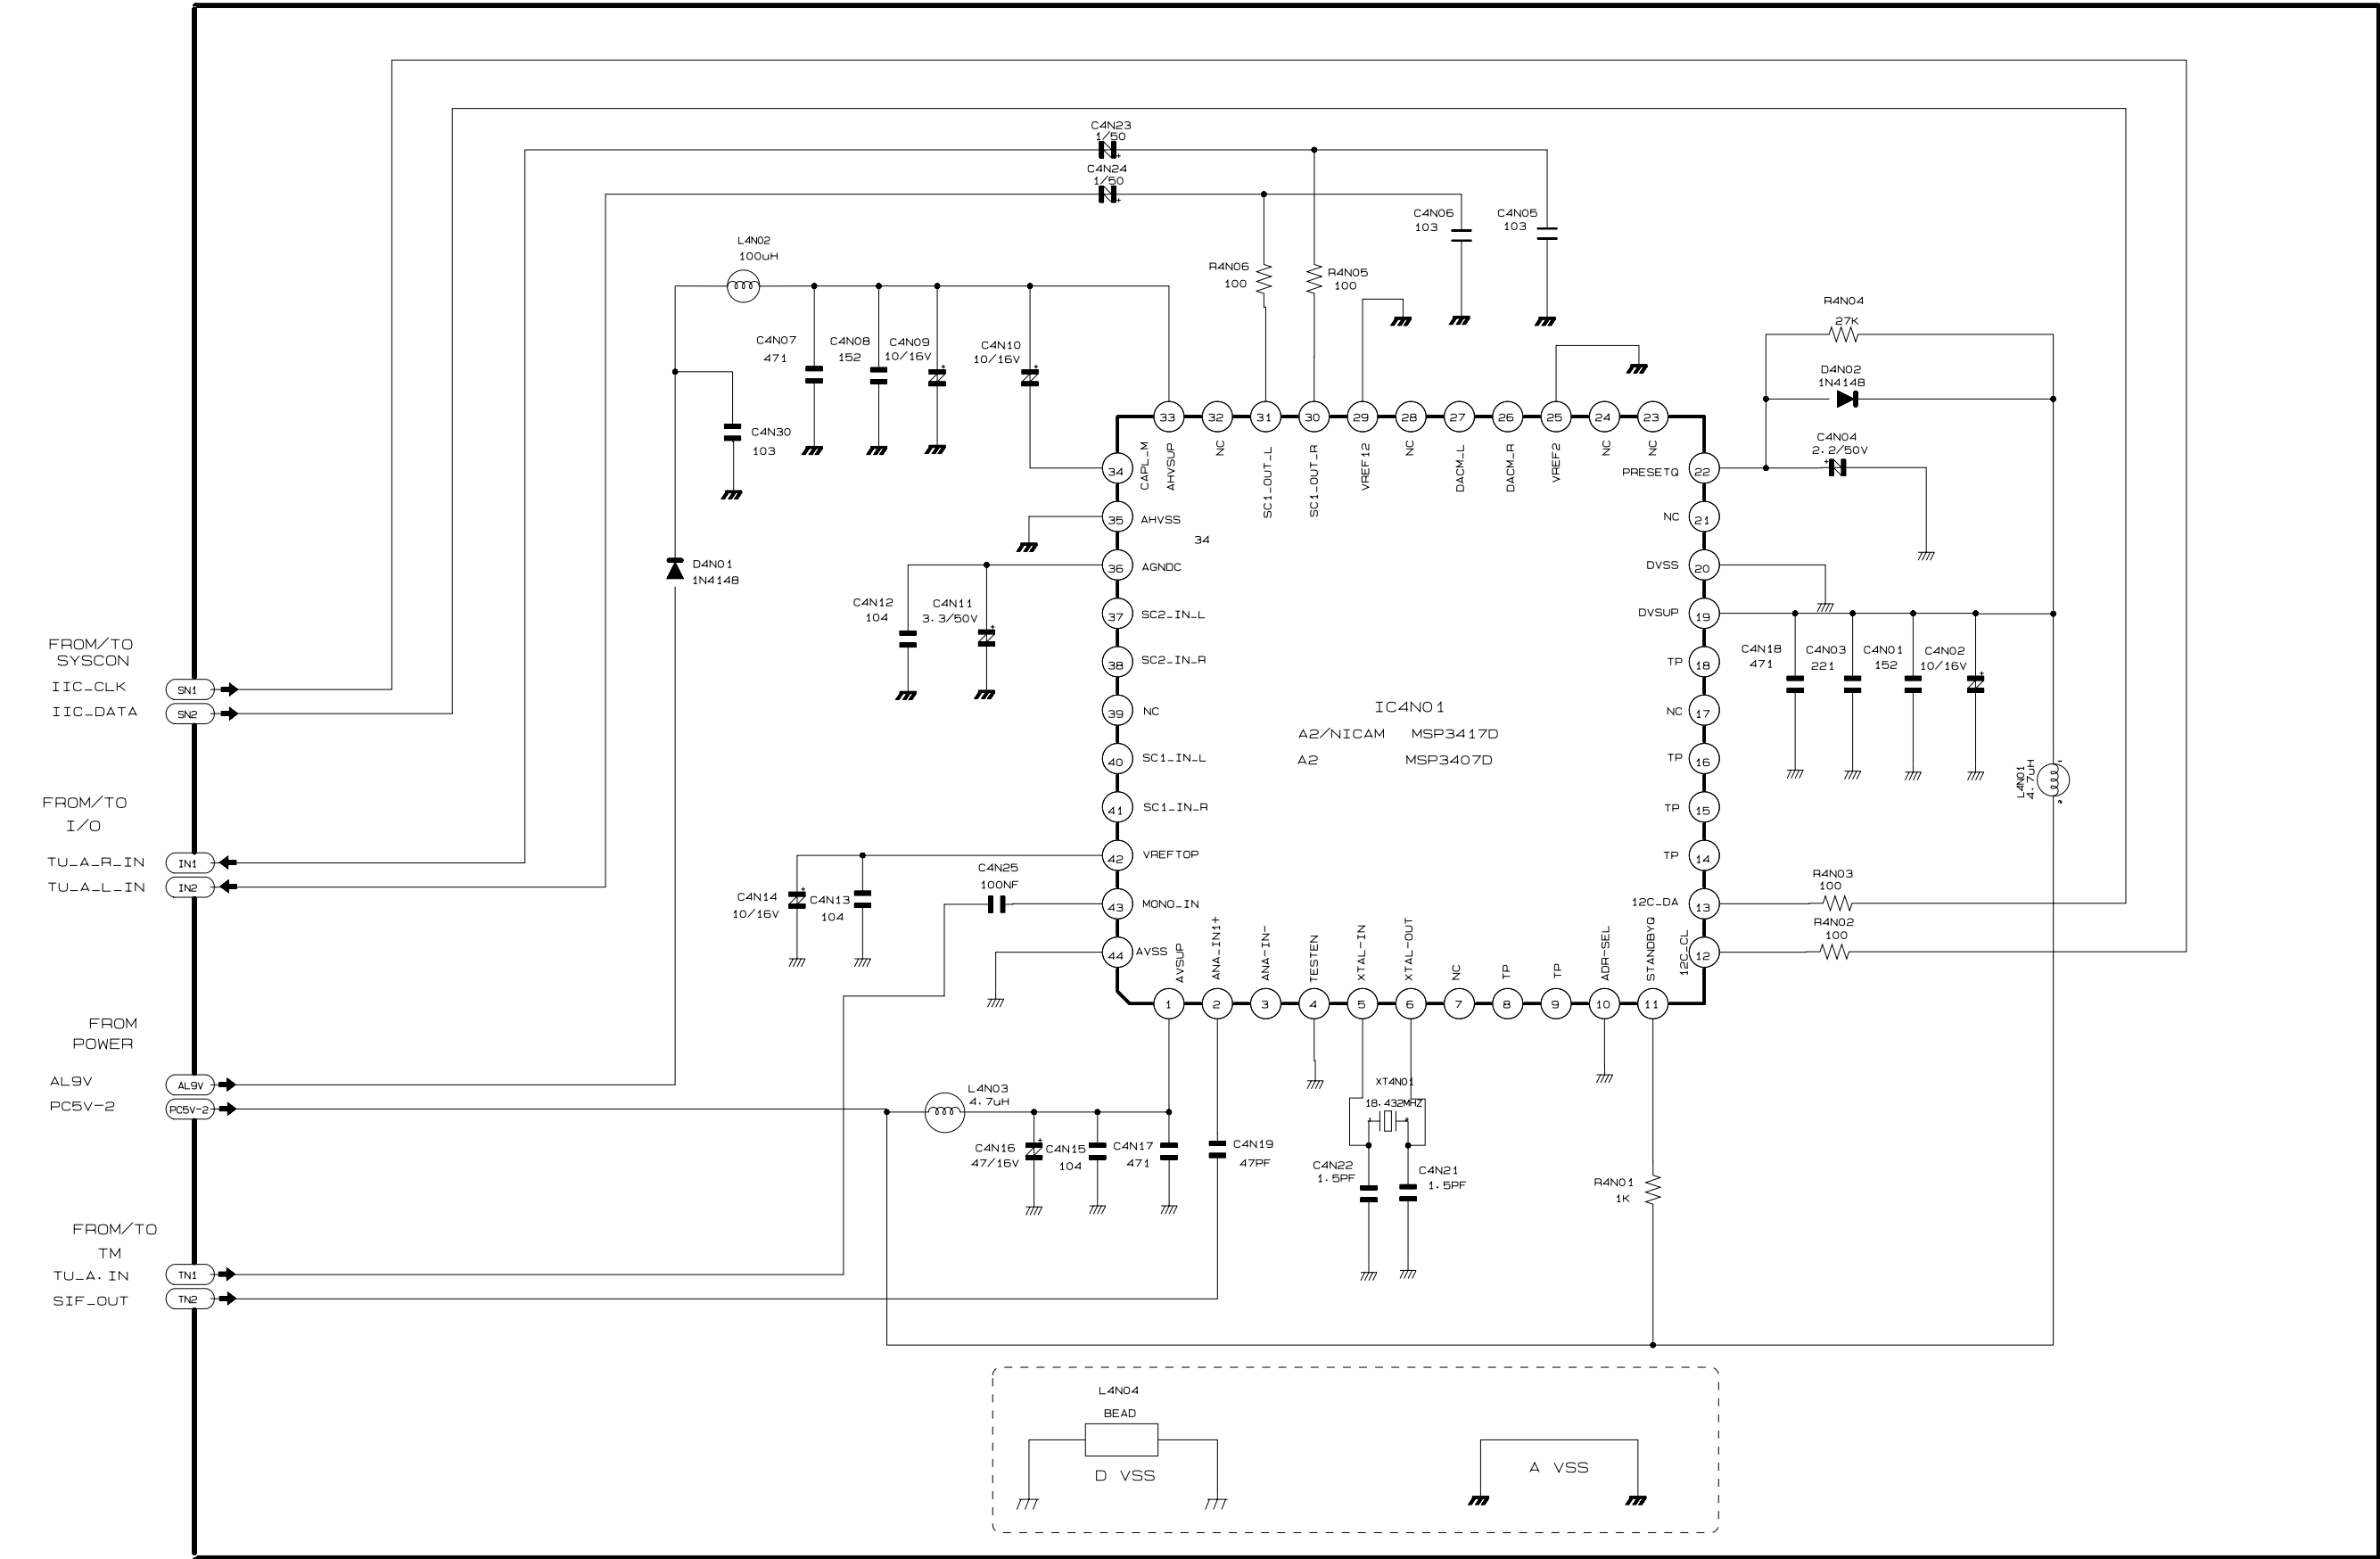 C4N23
1/50
C4N24
1/50
C4N06
103
C4N05
103
L4N02
100uH
R4N06
100
R4N05
100
R4N04
27K
C4N07
471
C4N08
152
C4N09
10/16V
C4N10
10/16V
D4N02
1N4148
C4N30
103
C4N04
2.2/50V
33
32
31
30
29
28
27
26
25
24
23
CAPL_M
AHVSUP
NC
SC1_OUT_L
SC1_OUT_R
VREF12
NC
DACM_L
DACM_R
VREF2
NC
NC
34
35
AHVSS
34
36
AGNDC
37
SC2_IN_L
38
SC2_IN_R
39
NC
40
SC1_IN_L
41
SC1_IN_R
42
VREFTOP
43
MONO_IN
44
AVSS
PRESETQ
22
NC
21
DVSS
20
DVSUP
19
TP
18
NC
17
TP
16
TP
15
TP
14
12C_DA
13
12C_CL
12
D4N01
1N4148
C4N12
104
C4N11
3.3/50V
IC4N01
A2/NICAM MSP3417D
A2 MSP3407D
C4N18
471
C4N03
221
C4N01
152
C4N02
10/16V
L4N01
4.7uH
1
2
C4N14
10/16V
C4N13
104
C4N25
100NF
R4N03
100
R4N02
100
AVSUP
ANA_IN1+
ANA-IN-
TESTEN
XTAL-IN
XTAL-OUT
NC
TP
TP
ADR-SEL
STANDBYQ
1
2
3
4
5
6
7
8
9
10
11
FROM/TO
SYSCON
IIC_CLK
SN1
IIC_DATA
SN2
FROM/TO
I/O
TU_A_R_IN
IN1
TU_A_L_IN
IN2
FROM
POWER
AL9V
AL9V
PC5V-2
PC5V-2
FROM/TO
TM
TU_A.IN
TN1
SIF_OUT
TN2
L4N03
4.7uH
C4N16
47/16V
C4N15
104
C4N17
471
C4N19
47PF
XT4N01
18.432MHZ
C4N22
1.5PF
C4N21
1.5PF
R4N01
1K
L4N04
BEAD
D VSS
A VSS